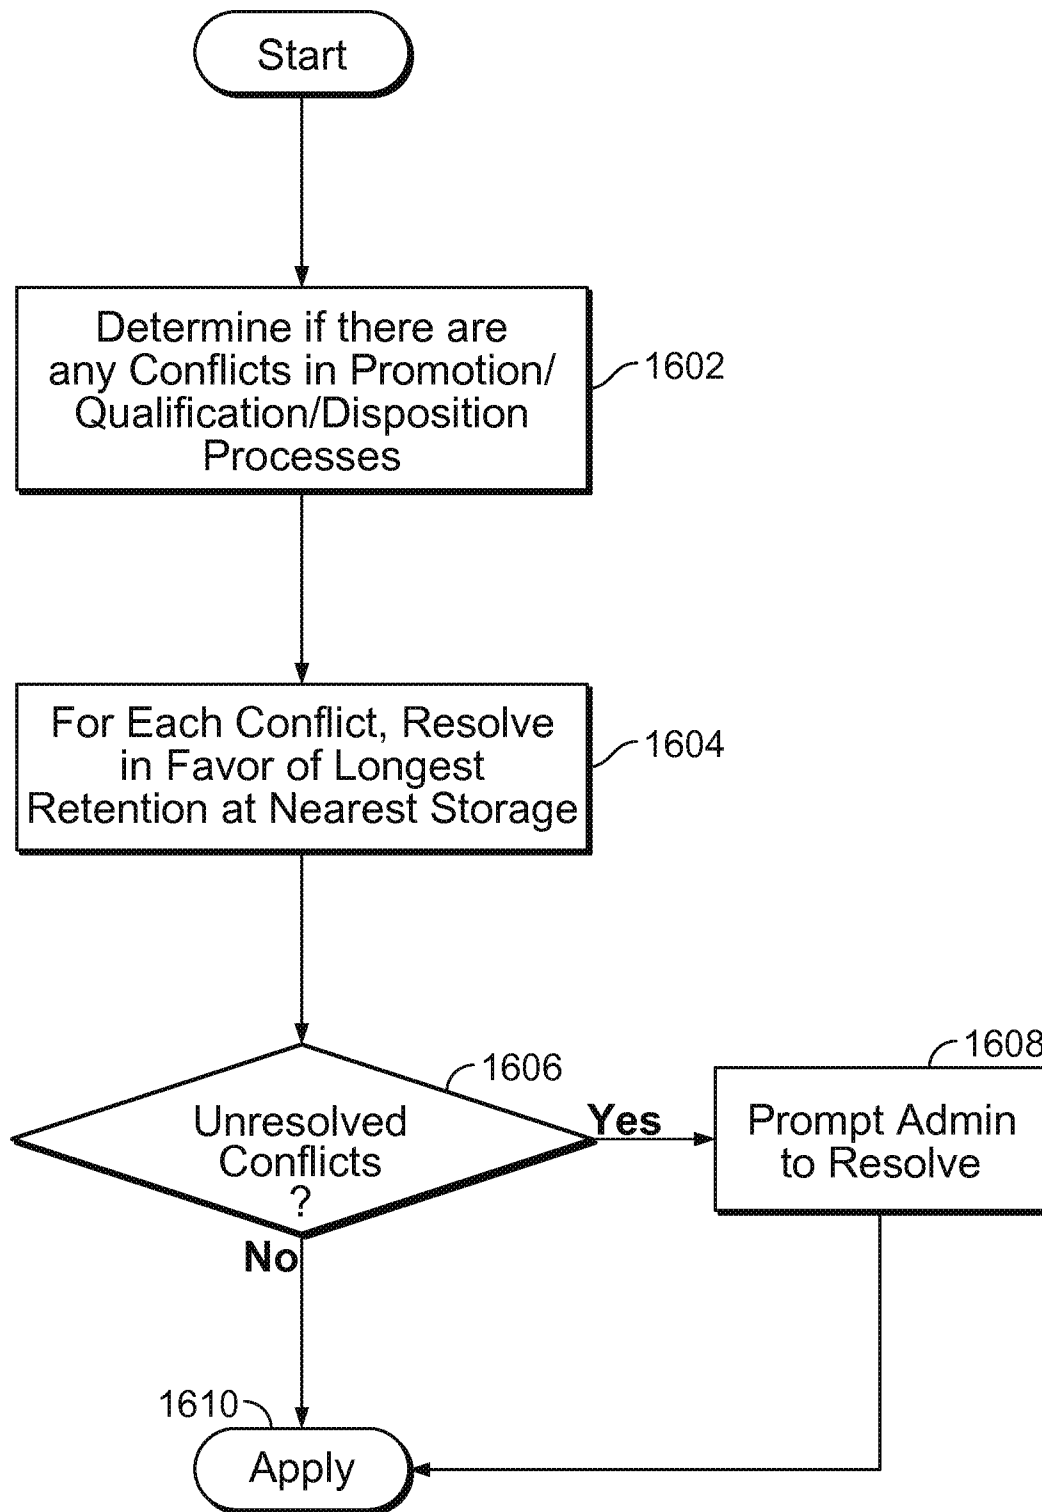 Start
Determine if there are
any Conflicts in Promotion/
Qualification/Disposition
Processes
1602
For Each Conflict, Resolve
in Favor of Longest
Retention at Nearest Storage
1604
Unresolved
Conflicts
?
1606
Yes
1608
Prompt Admin
to Resolve
No
1610
Apply